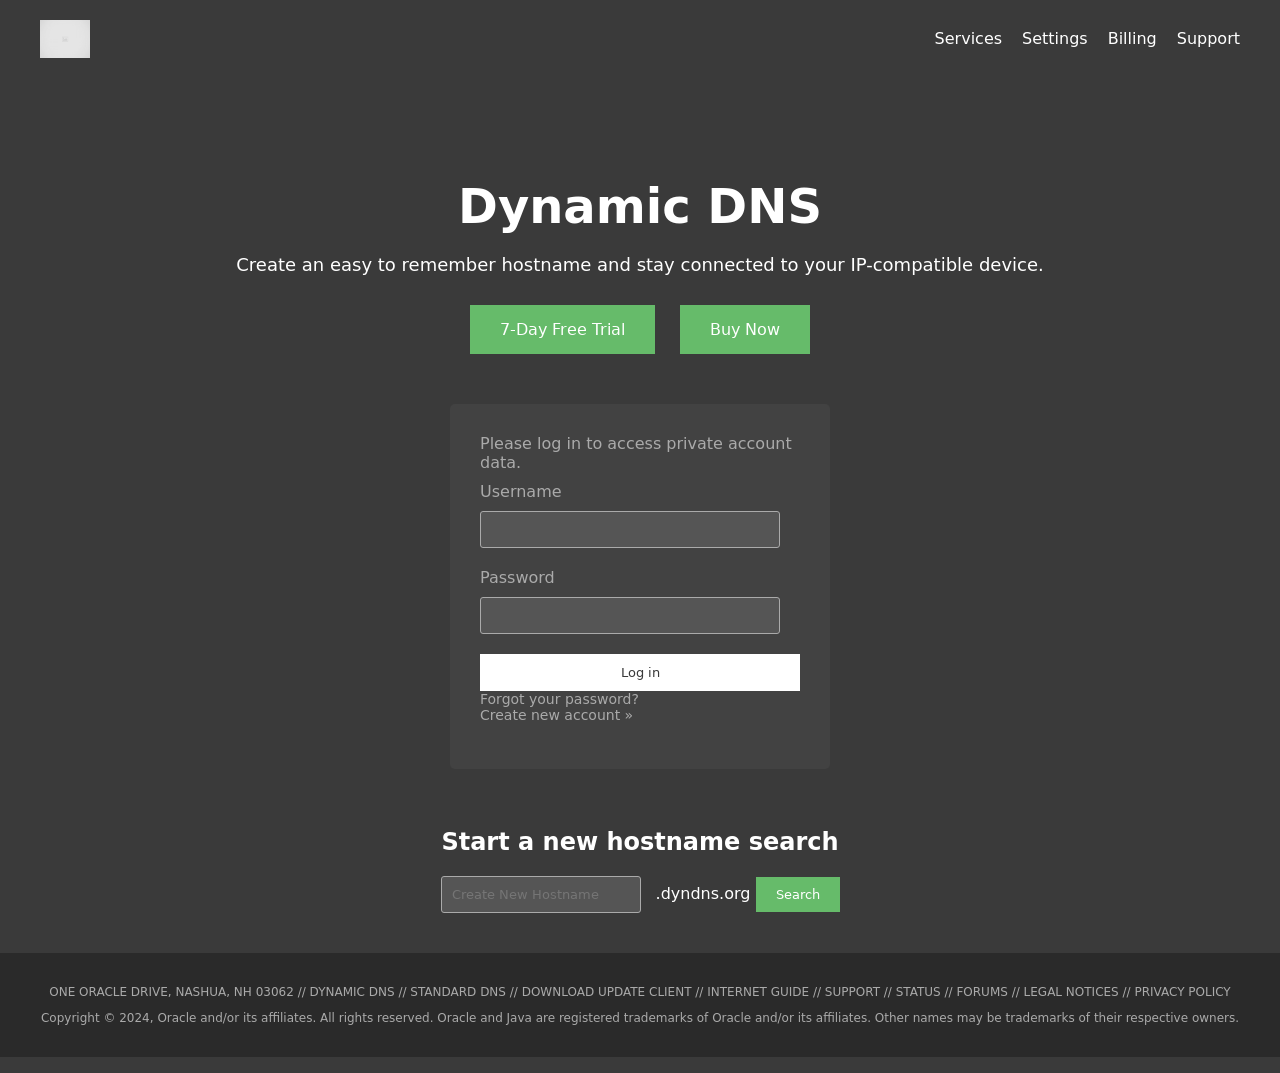 Services Settings Billing Support
Dynamic DNS
Create an easy to remember hostname and stay connected to your IP-compatible device.
7-Day Free Trial Buy Now
Please log in to access private account
data.
Username
Password
Log in
Forgot your password?
Create new account »
Start a new hostname search
Create New Hostname .dyndns.org Search
ONE ORACLE DRIVE, NASHUA, NH 03062 // DYNAMIC DNS // STANDARD DNS // DOWNLOAD UPDATE CLIENT // INTERNET GUIDE // SUPPORT // STATUS // FORUMS // LEGAL NOTICES // PRIVACY POLICY
Copyright © 2024, Oracle and/or its affiliates. All rights reserved. Oracle and Java are registered trademarks of Oracle and/or its affiliates. Other names may be trademarks of their respective owners.